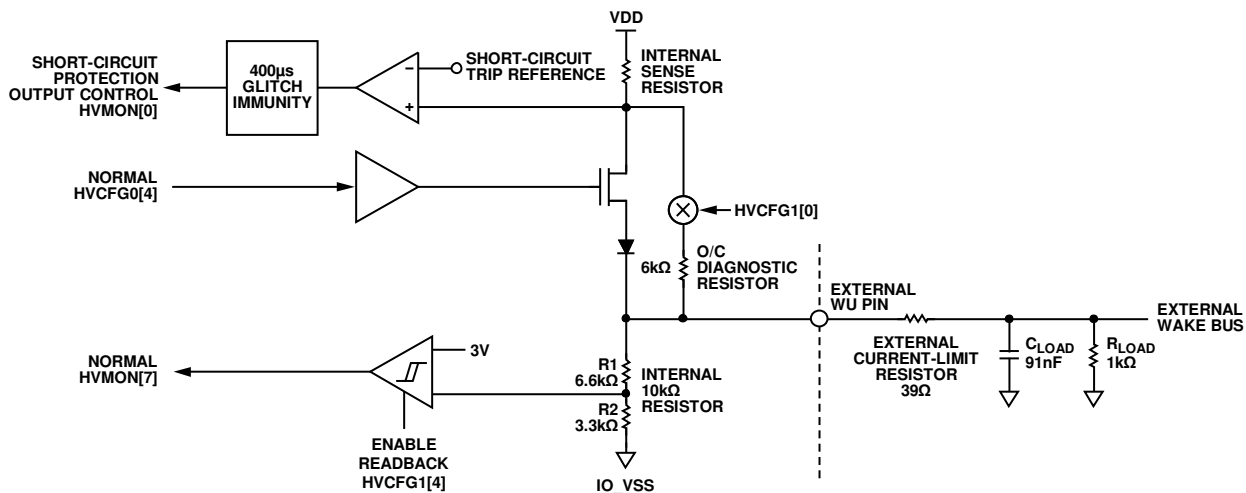 VDD
SHORT-CIRCUIT
PROTECTION
OUTPUT CONTROL
HVMON[0]
400µs
GLITCH
IMMUNITY
–
+
SHORT-CIRCUIT
TRIP REFERENCE
INTERNAL
SENSE
RESISTOR
NORMAL
HVCFG0[4]
HVCFG1[0]
6kΩ
O/C
DIAGNOSTIC
RESISTOR
EXTERNAL
WU PIN
EXTERNAL
WAKE BUS
EXTERNAL
CURRENT-LIMIT
RESISTOR
39Ω
CLOAD
91nF
RLOAD
1kΩ
NORMAL
HVMON[7]
3V
R1
6.6kΩ
INTERNAL
10kΩ
RESISTOR
R2
3.3kΩ
ENABLE
READBACK
HVCFG1[4]
IO_VSS